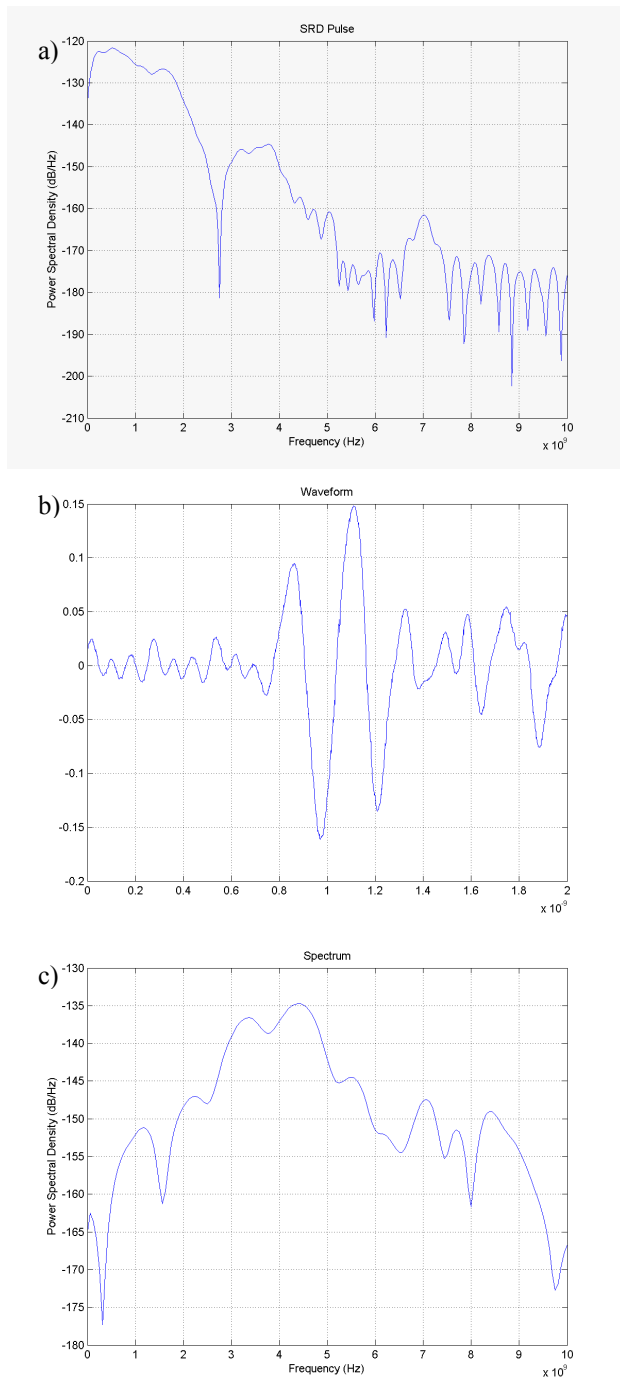 a)
SRD Pulse
Power Spectral Density (dB/Hz)
-120
-130
-140
-150
-160
-170
-180
-190
-200
-210
0 1 2 3 4 5 6 7 8 9 10
Frequency (Hz)
x 10^9
b)
Waveform
0.15
0.1
0.05
0
-0.05
-0.1
-0.15
-0.2
0 0.2 0.4 0.6 0.8 1 1.2 1.4 1.6 1.8 2
x 10^-9
c)
Spectrum
Power Spectral Density (dB/Hz)
-130
-135
-140
-145
-150
-155
-160
-165
-170
-175
-180
0 1 2 3 4 5 6 7 8 9 10
Frequency (Hz)
x 10^9